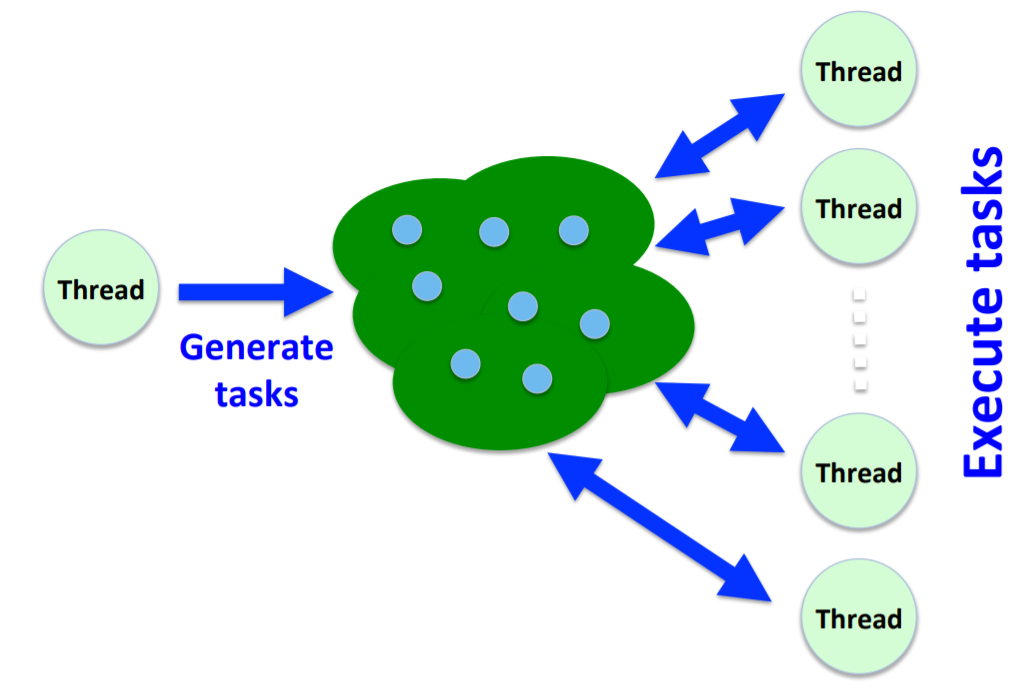 Thread
Generate
tasks
Thread
Thread
Thread
Thread
Execute tasks